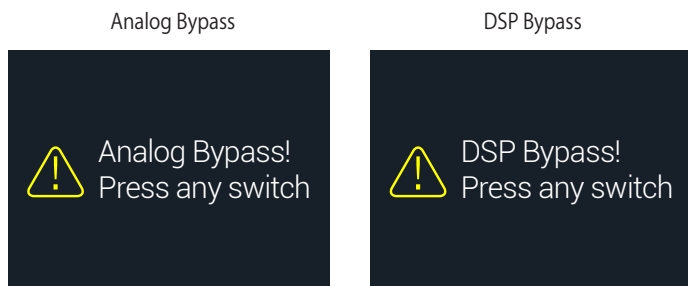 Analog Bypass
Analog Bypass!
Press any switch
DSP Bypass
DSP Bypass!
Press any switch